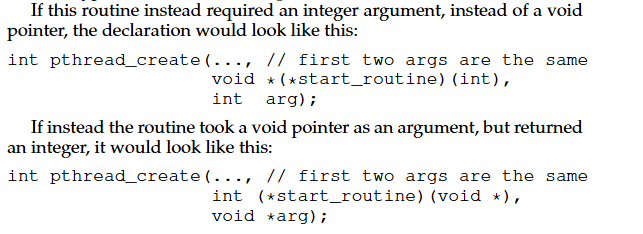 If this routine instead required an integer argument, instead of a void
pointer, the declaration would look like this:
int pthread_create(..., // first two args are the same
void *(*start_routine)(int),
int arg);
If instead the routine took a void pointer as an argument, but returned
an integer, it would look like this:
int pthread_create(..., // first two args are the same
int (*start_routine)(void *),
void *arg);